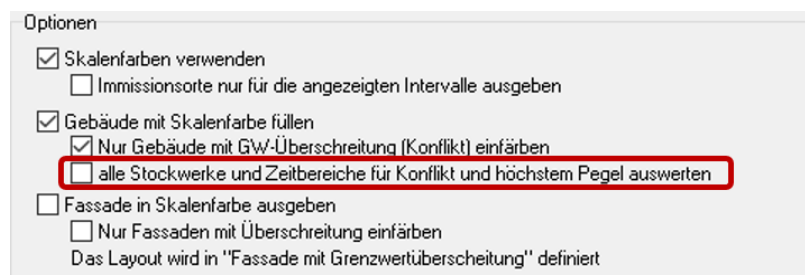 Optionen
Skalenfarben verwenden
Immissionsorte nur für die angezeigten Intervalle ausgeben
Gebäude mit Skalenfarbe füllen
Nur Gebäude mit GW-Überschreitung (Konflikt) einfärben
alle Stockwerke und Zeitbereiche für Konflikt und höchstem Pegel auswerten
Fassade in Skalenfarbe ausgeben
Nur Fassaden mit Überschreitung einfärben
Das Layout wird in "Fassade mit Grenzwertüberscheitung" definiert